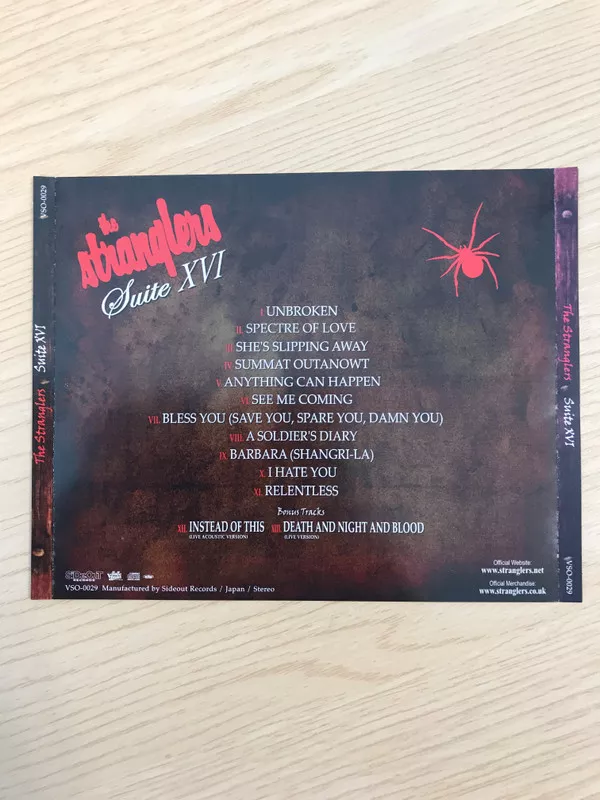 VSO-0029
The Stranglers Suite XVI
the
stranglers
Suite XVI
I. UNBROKEN
II. SPECTRE OF LOVE
III. SHE'S SLIPPING AWAY
IV. SUMMAT OUTANOWT
V. ANYTHING CAN HAPPEN
VI. SEE ME COMING
VII. BLESS YOU (SAVE YOU, SPARE YOU, DAMN YOU)
VIII. A SOLDIER'S DIARY
IX. BARBARA (SHANGRI-LA)
X. I HATE YOU
XI. RELENTLESS
Bonus Tracks
XII. INSTEAD OF THIS XIII. DEATH AND NIGHT AND BLOOD
(LIVE ACOUSTIC VERSION) (LIVE VERSION)
SideOut
RECORDS
VSO-0029 Manufactured by Sideout Records / Japan / Stereo
Official Website:
www.stranglers.net
Official Merchandise:
www.stranglers.co.uk
The Stranglers Suite XVI
VSO-0029